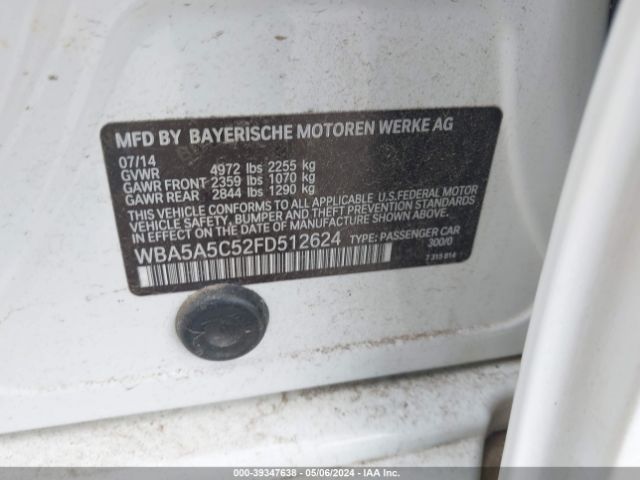 MFD BY BAYERISCHE MOTOREN WERKE AG
07/14
GVWR 4972 lbs 2255 kg
GAWR FRONT 2359 lbs 1070 kg
GAWR REAR 2844 lbs 1290 kg
THIS VEHICLE CONFORMS TO ALL APPLICABLE U.S.FEDERAL MOTOR
VEHICLE SAFETY, BUMPER AND THEFT PREVENTION STANDARDS
IN EFFECT ON THE DATE OF MANUFACTURE SHOWN ABOVE.
WBA5A5C52FD512624 TYPE: PASSENGER CAR
300/0
7 315 814
000-39347638 - 05/06/2024 - IAA Inc.